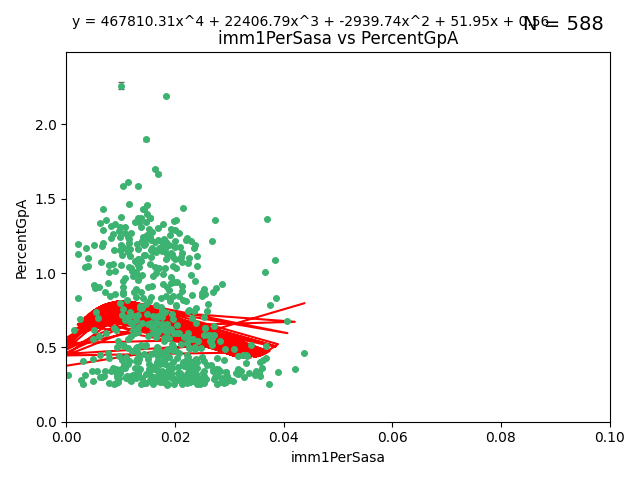 y = 467810.31x^4 + 22406.79x^3 + -2939.74x^2 + 51.95x + 0.56
N = 588
imm1PerSasa vs PercentGpA
PercentGpA
2.0
1.5
1.0
0.5
0.0
0.00 0.02 0.04 0.06 0.08 0.10
imm1PerSasa